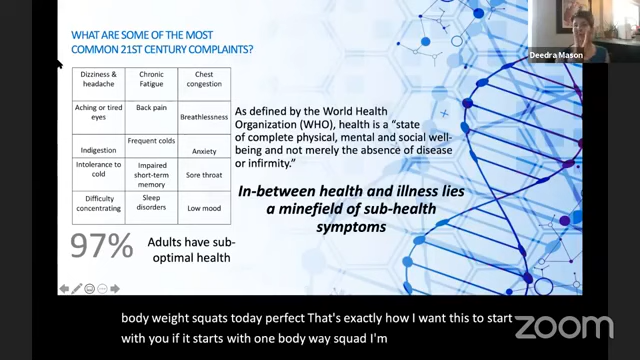 WHAT ARE SOME OF THE MOST
COMMON 21ST CENTURY COMPLAINTS?
Deedra Mason
Dizziness &
headache
Chronic
Fatigue
Chest
congestion
Aching or tired
eyes
Back pain
Breathlessness
Indigestion
Frequent colds
Anxiety
Intolerance to
cold
Impaired
short-term
memory
Sore throat
Difficulty
concentrating
Sleep
disorders
Low mood
97%
Adults have sub-
optimal health
As defined by the World Health
Organization (WHO), health is a “state
of complete physical, mental and social well-
being and not merely the absence of disease
or infirmity.”
In-between health and illness lies
a minefield of sub-health
symptoms
body weight squats today perfect That's exactly how I want this to start
with you if it starts with one body way squad I'm
zoom